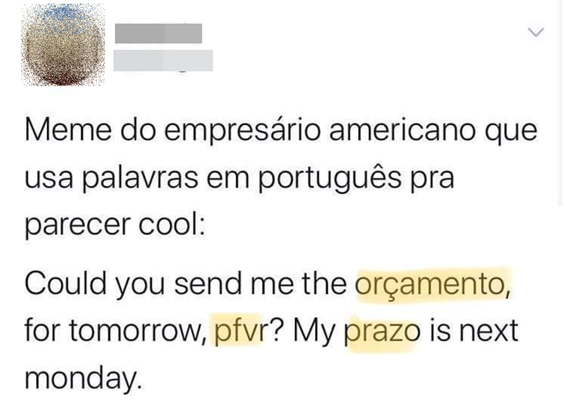 Meme do empresário americano que
usa palavras em português pra
parecer cool:
Could you send me the orçamento,
for tomorrow, pfvr? My prazo is next
monday.